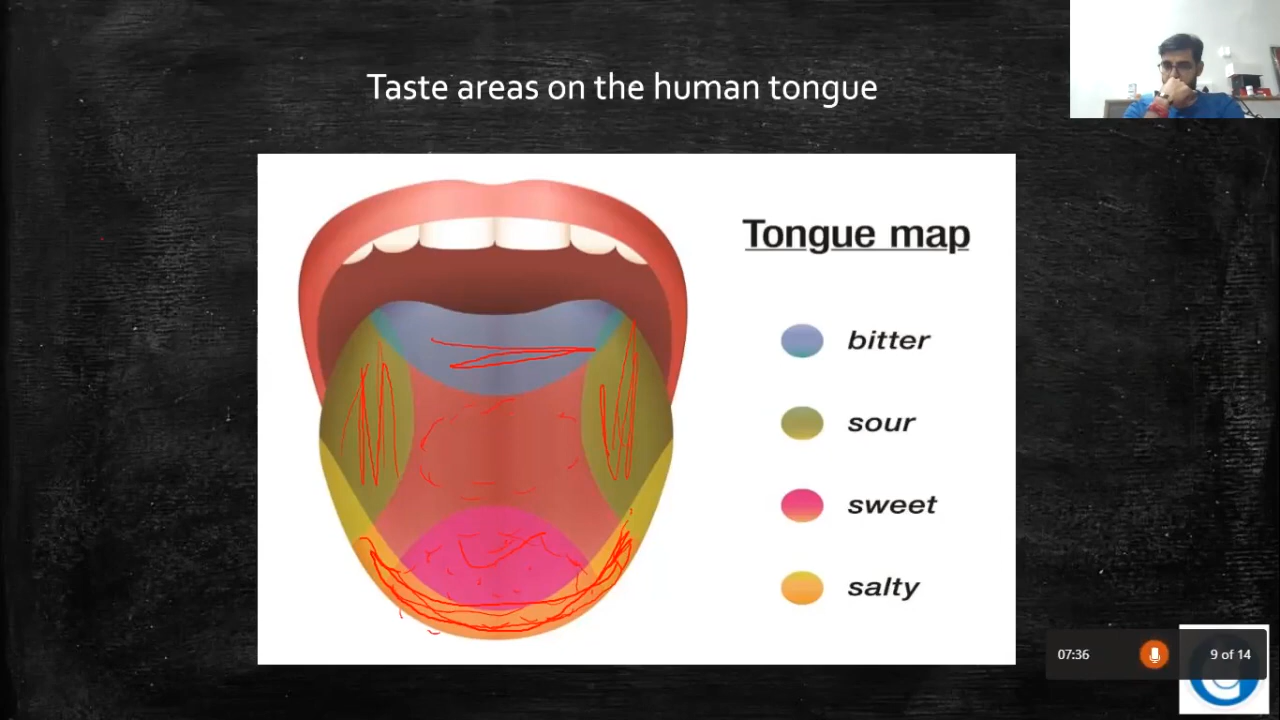 Taste areas on the human tongue
Tongue map
bitter
sour
sweet
salty
07:36
9 of 14